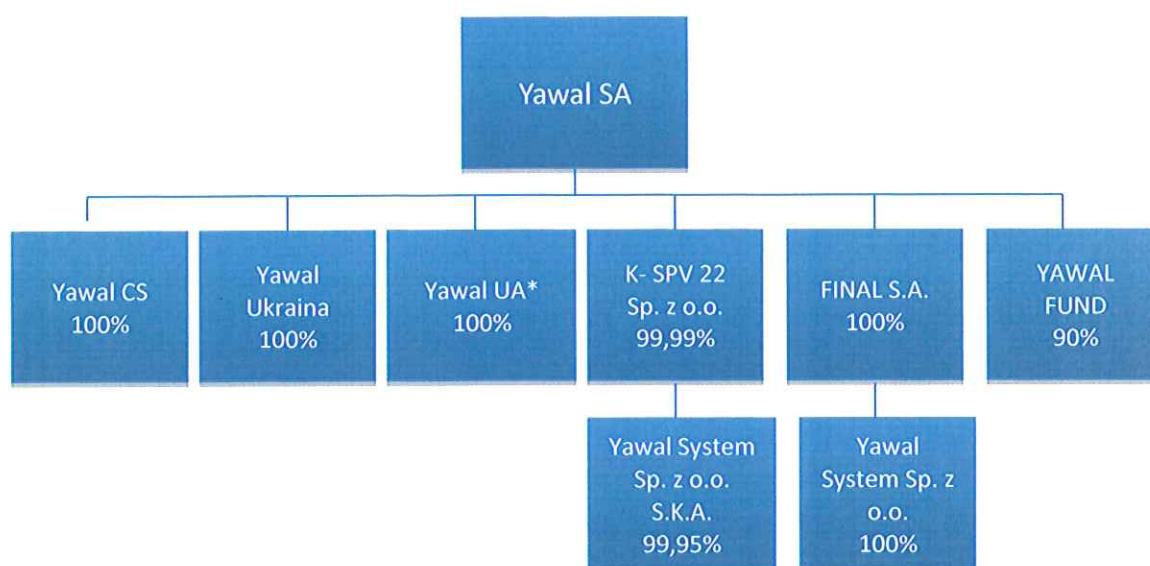 Yawal SA
Yawal CS
100%
Yawal
Ukraina
100%
Yawal UA*
100%
K- SPV 22
Sp. z o.o.
99,99%
FINAL S.A.
100%
YAWAL
FUND
90%
Yawal System
Sp. z o.o.
S.K.A.
99,95%
Yawal
System Sp. z
o.o.
100%